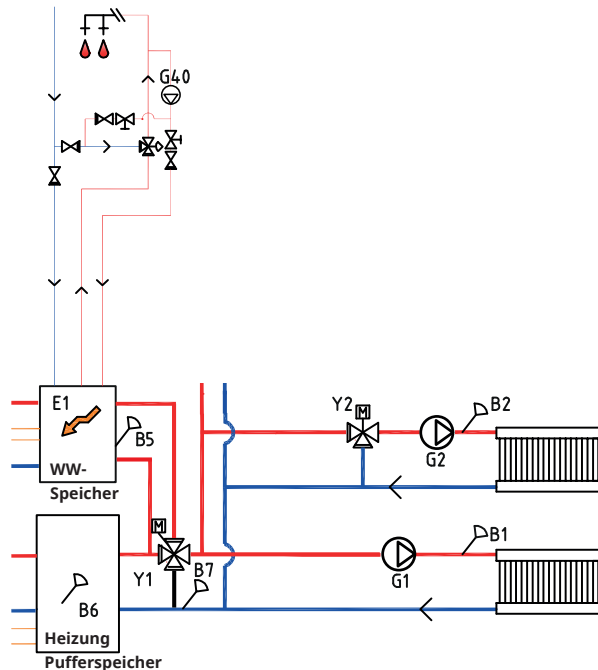 G40
E1
B5
WW-
Speicher
Y2
M
B2
G2
M
Y1
B7
B1
G1
B6
Heizung
Pufferspeicher